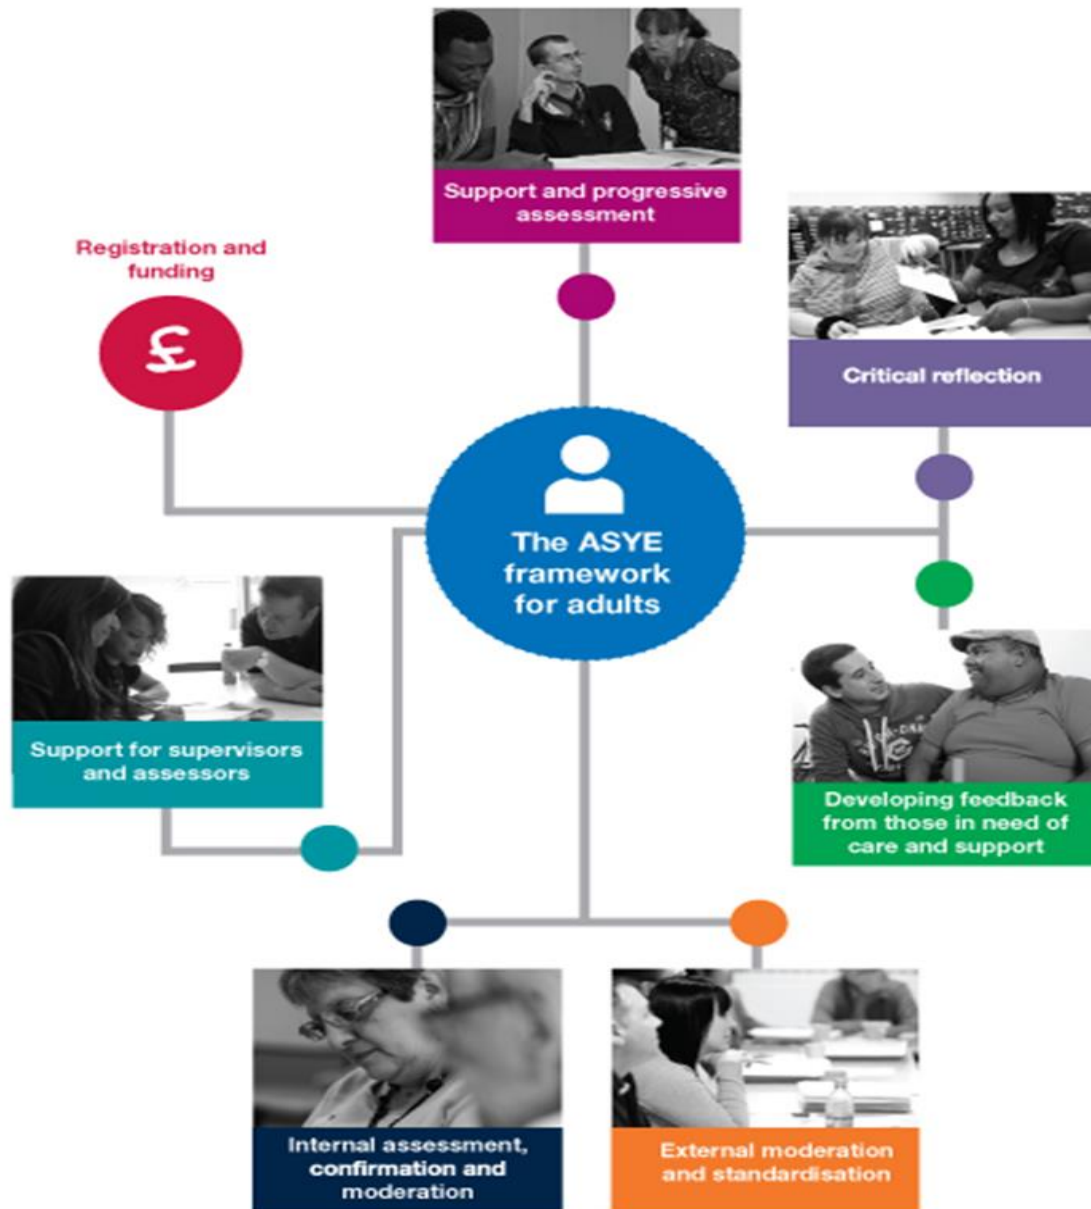 Support and progressive
assessment
Registration and
funding
£
Critical reflection
The ASYE
framework
for adults
Support for supervisors
and assessors
Developing feedback
from those in need of
care and support
Internal assessment,
confirmation and
moderation
External moderation
and standardisation